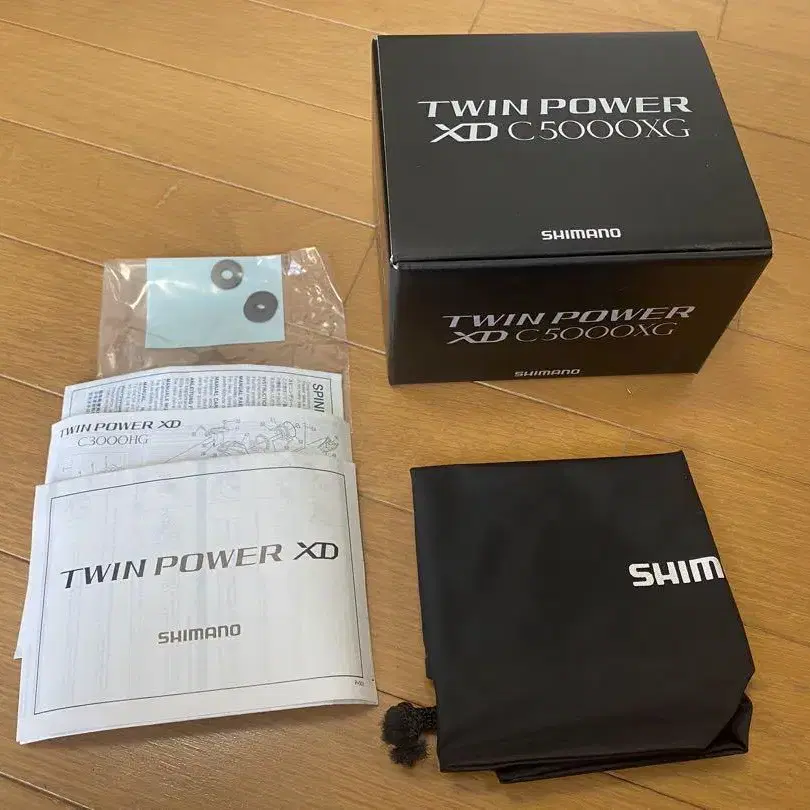 TWIN POWER
XD C5000XG
SHIMANO
TWIN POWER
XD C5000XG
SHIMANO
SPIN
TWIN POWER XD
C3000HG
TWIN POWER XD
SHIMANO
SHIM